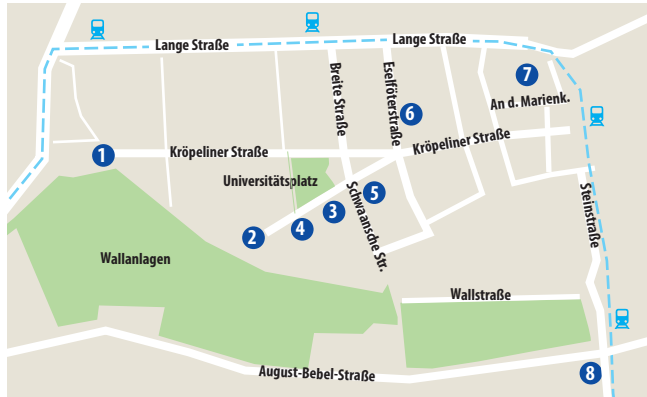 Lange Straße
Lange Straße
Breite Straße
Eselföterstraße
7
An d. Marienk.
6
Kröpeliner Straße
1
Kröpeliner Straße
Universitätsplatz
5
3
4
2
Schwaansche Str.
Steinstraße
Wallanlagen
Wallstraße
August-Bebel-Straße
8